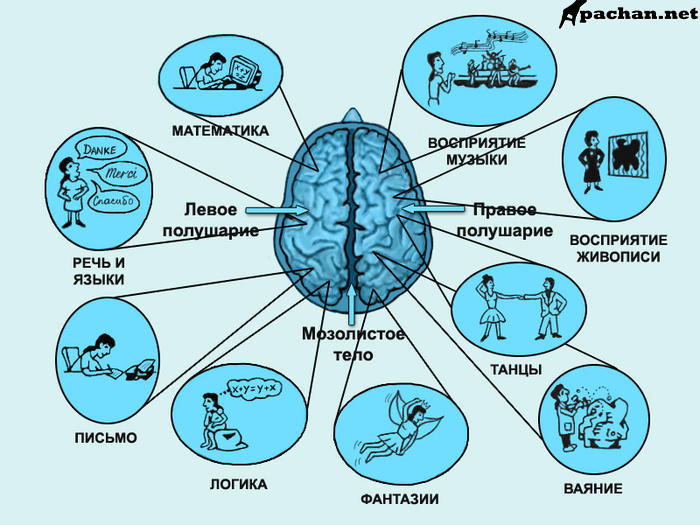 Apachan.net
МАТЕМАТИКА
ВОСПРИЯТИЕ
МУЗЫКИ
DANKE
Merci
Спасибо
РЕЧЬ И
ЯЗЫКИ
Левое
полушарие
Правое
полушарие
ВОСПРИЯТИЕ
ЖИВОПИСИ
Мозолистое
тело
ТАНЦЫ
ПИСЬМО
x+y=y+x
ЛОГИКА
ФАНТАЗИИ
ВАЯНИЕ